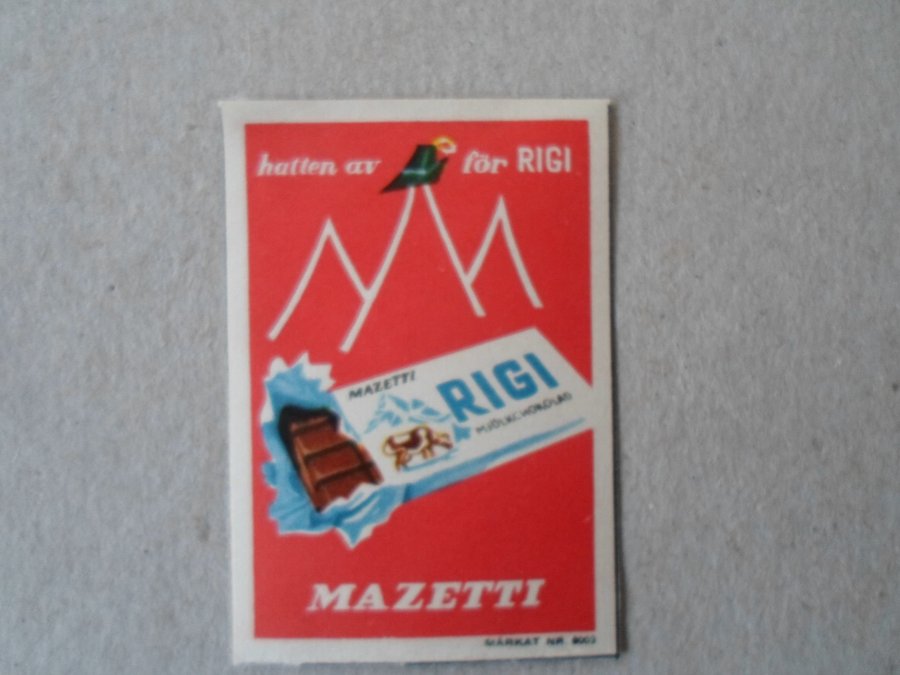 hatten av för RIGI
MAZETTI
RIGI
MJÖLKCHOKLAD
MAZETTI
MÄRKAT NR.